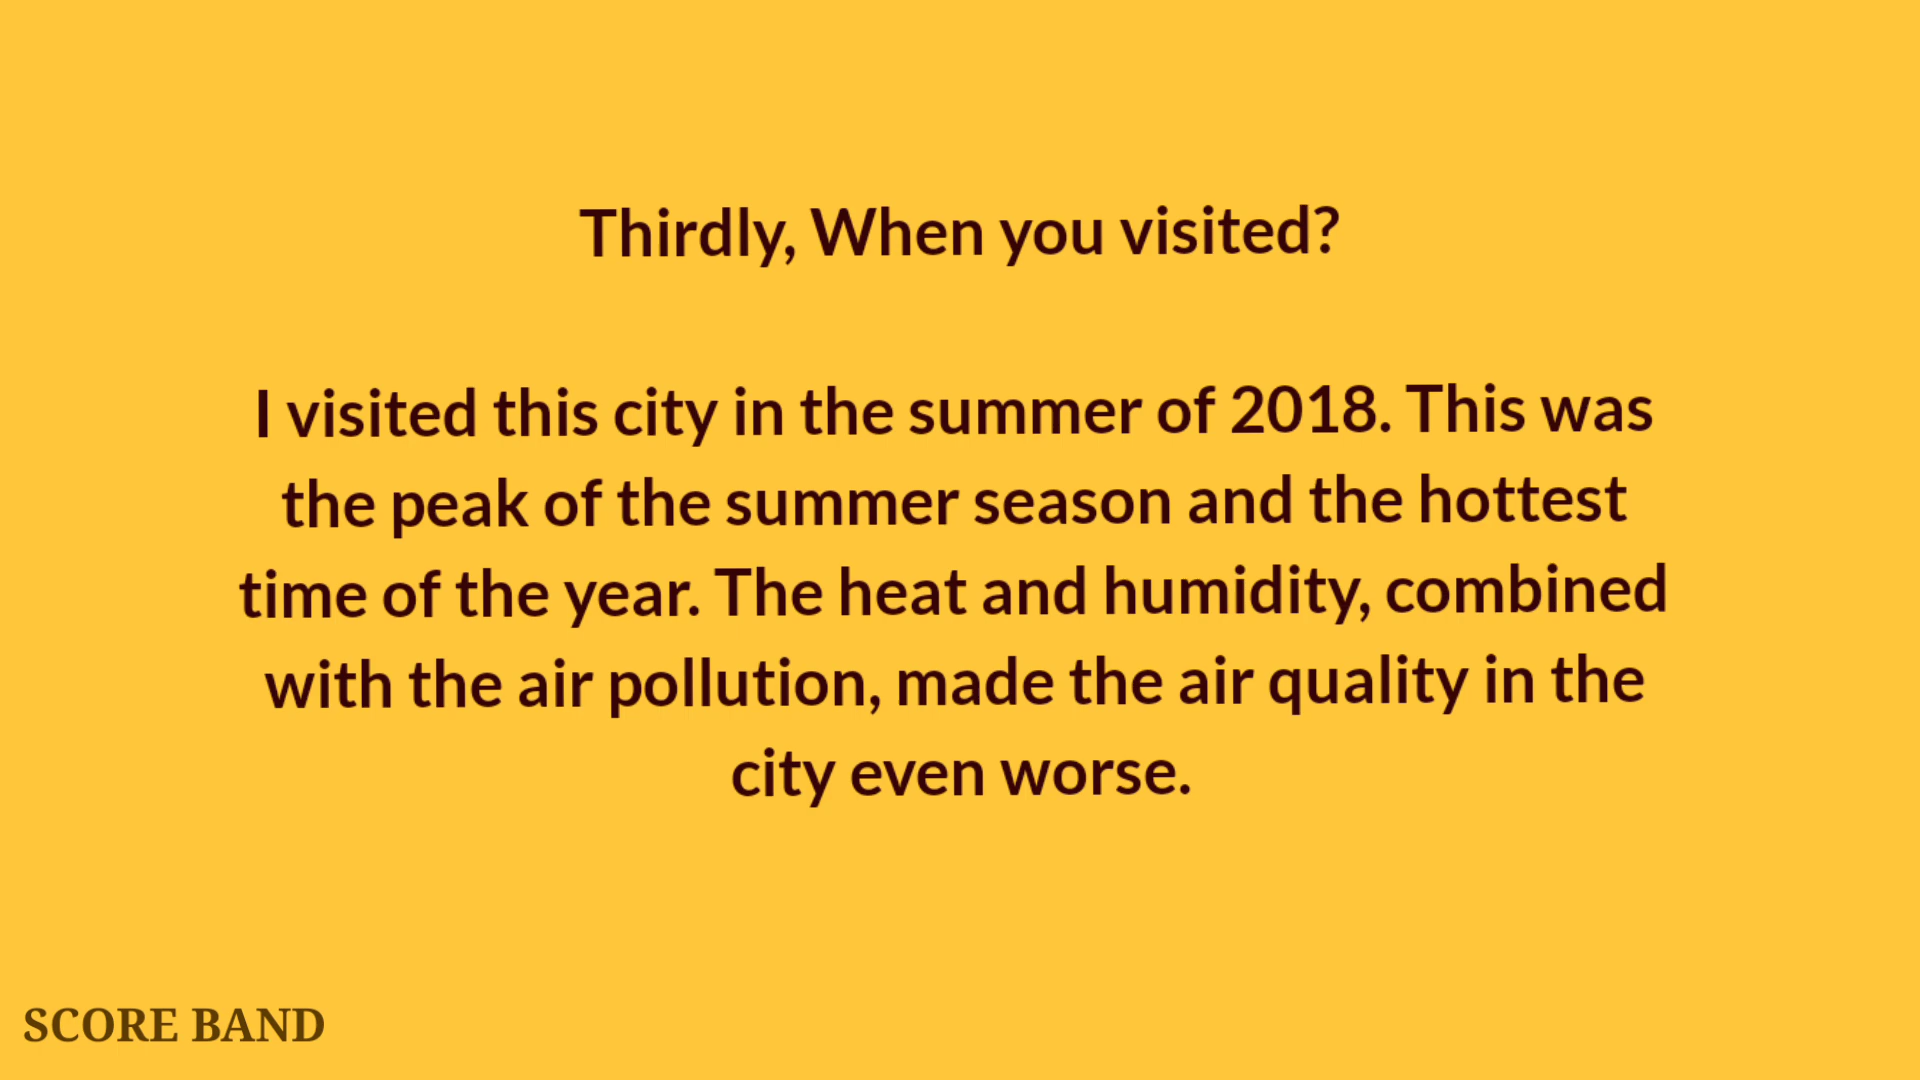 Thirdly, When you visited?
I visited this city in the summer of 2018. This was
the peak of the summer season and the hottest
time of the year. The heat and humidity, combined
with the air pollution, made the air quality in the
city even worse.
SCORE BAND